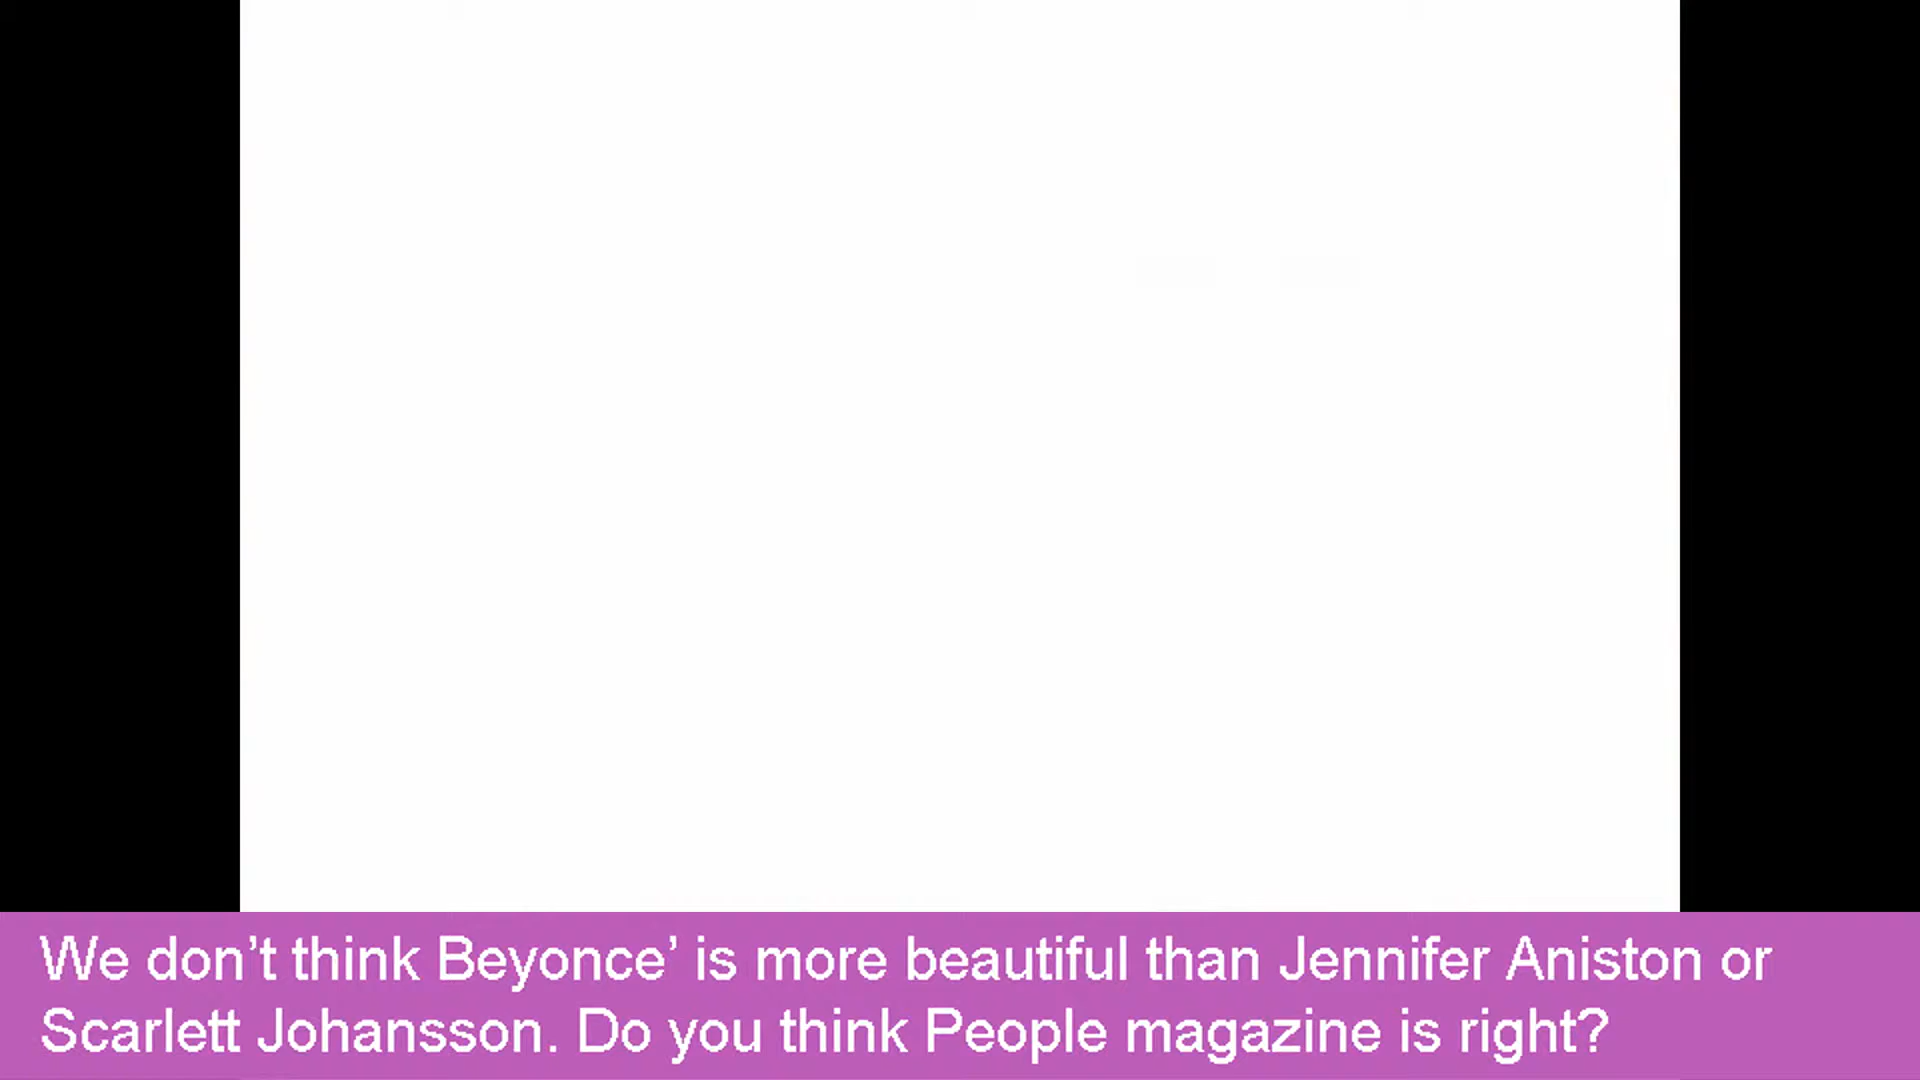 We don’t think Beyonce’ is more beautiful than Jennifer Aniston or
Scarlett Johansson. Do you think People magazine is right?